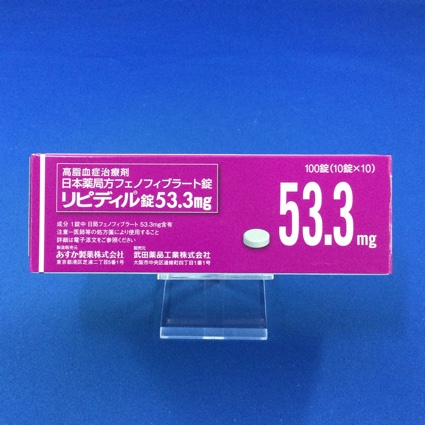 高脂血症治療剤
日本薬局方フェノフィブラート錠
リピディル錠53.3mg
成分 1錠中 日局フェノフィブラート 53.3mg含有
注意－医師等の処方箋により使用すること
詳細は電子添文をご参照ください
製造販売元
あすか製薬株式会社
東京都港区芝浦二丁目5番1号
販売元
武田薬品工業株式会社
大阪市中央区道修町四丁目1番1号
100錠(10錠×10)
53.3mg